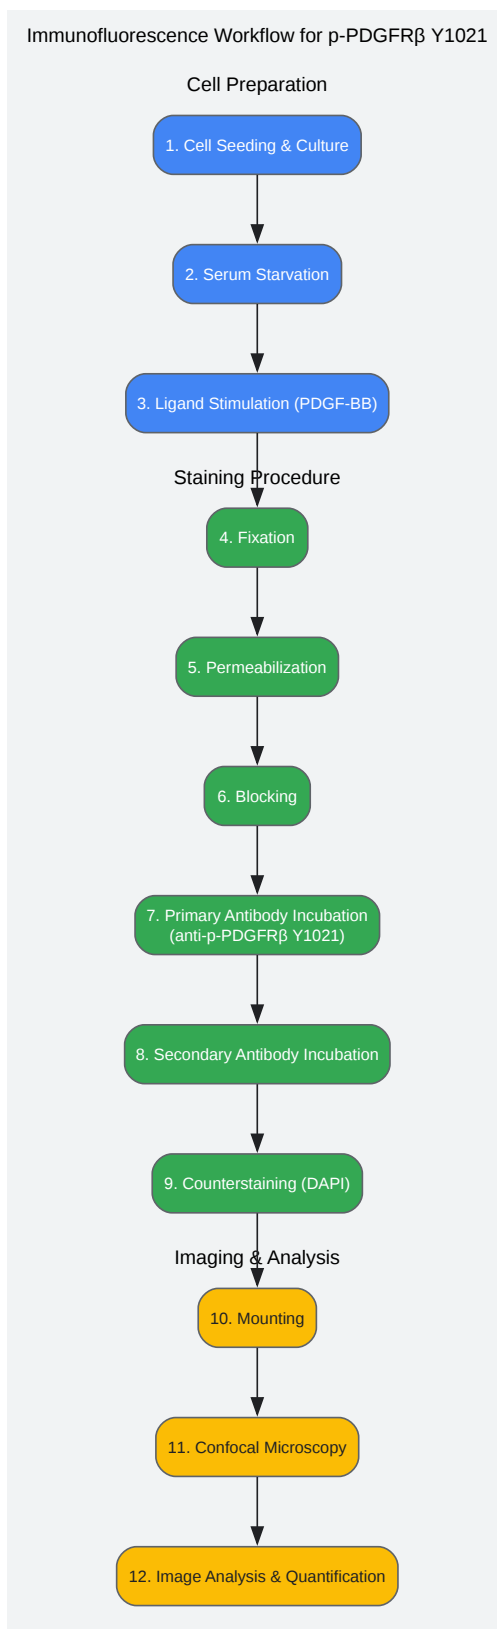 Immunofluorescence Workflow for p-PDGFRβ Y1021
Cell Preparation
1. Cell Seeding & Culture
2. Serum Starvation
3. Ligand Stimulation (PDGF-BB)
Staining Procedure
4. Fixation
5. Permeabilization
6. Blocking
7. Primary Antibody Incubation
(anti-p-PDGFRβ Y1021)
8. Secondary Antibody Incubation
9. Counterstaining (DAPI)
Imaging & Analysis
10. Mounting
11. Confocal Microscopy
12. Image Analysis & Quantification